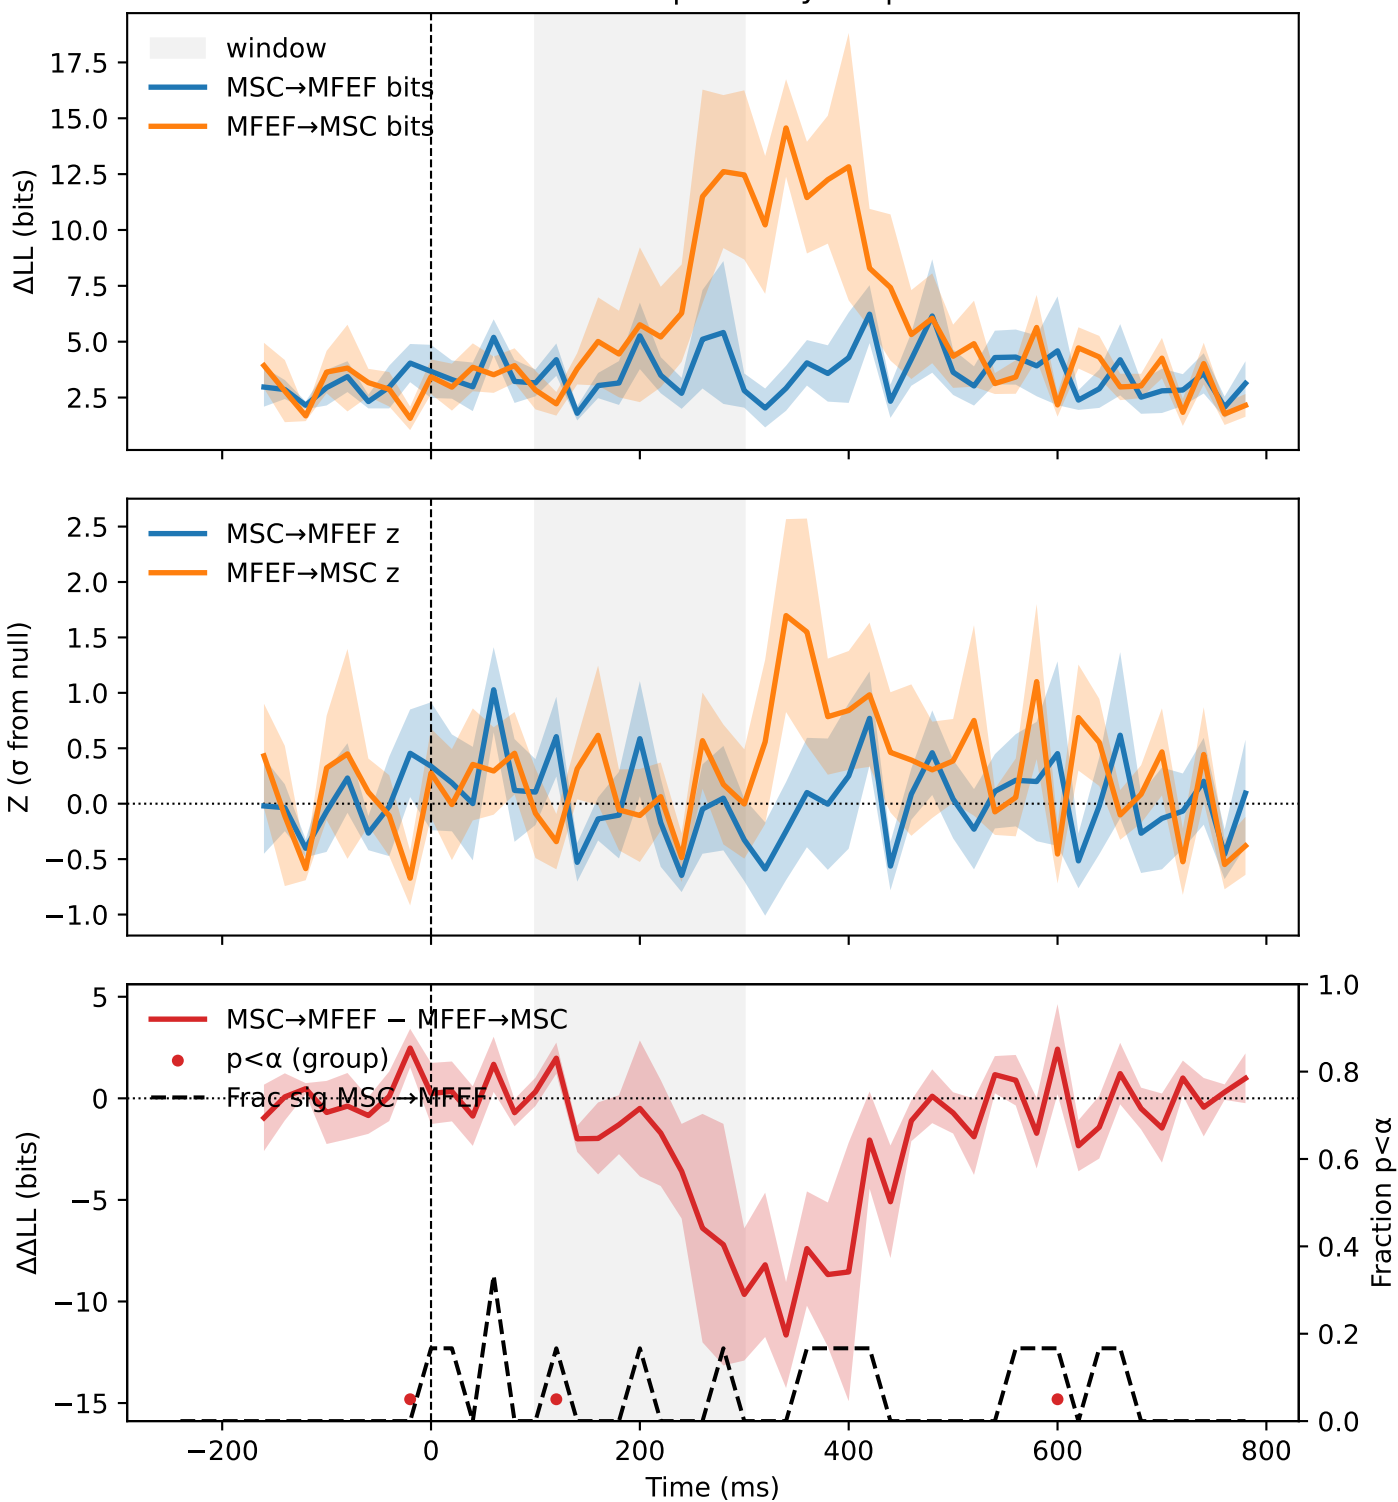 window
MSC→MFEF bits
MFEF→MSC bits
ΔLL (bits)
17.5
15.0
12.5
10.0
7.5
5.0
2.5
MSC→MFEF z
MFEF→MSC z
Z (σ from null)
2.5
2.0
1.5
1.0
0.5
0.0
−0.5
−1.0
MSC→MFEF − MFEF→MSC
p<α (group)
Frac sig MSC→MFEF
ΔΔLL (bits)
5
0
−5
−10
−15
1.0
0.8
0.6
0.4
0.2
0.0
Fraction p<α
−200 0 200 400 600 800
Time (ms)